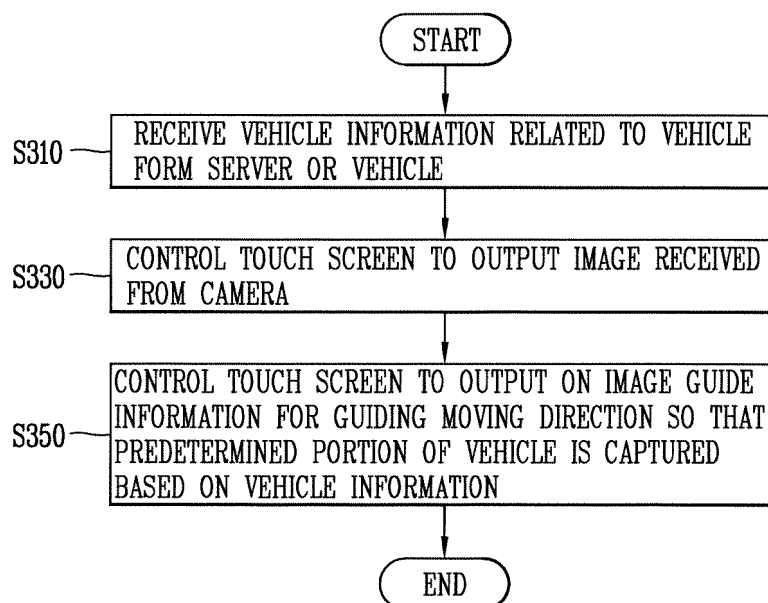 START
S310
RECEIVE VEHICLE INFORMATION RELATED TO VEHICLE
FORM SERVER OR VEHICLE
S330
CONTROL TOUCH SCREEN TO OUTPUT IMAGE RECEIVED
FROM CAMERA
S350
CONTROL TOUCH SCREEN TO OUTPUT ON IMAGE GUIDE
INFORMATION FOR GUIDING MOVING DIRECTION SO THAT
PREDETERMINED PORTION OF VEHICLE IS CAPTURED
BASED ON VEHICLE INFORMATION
END